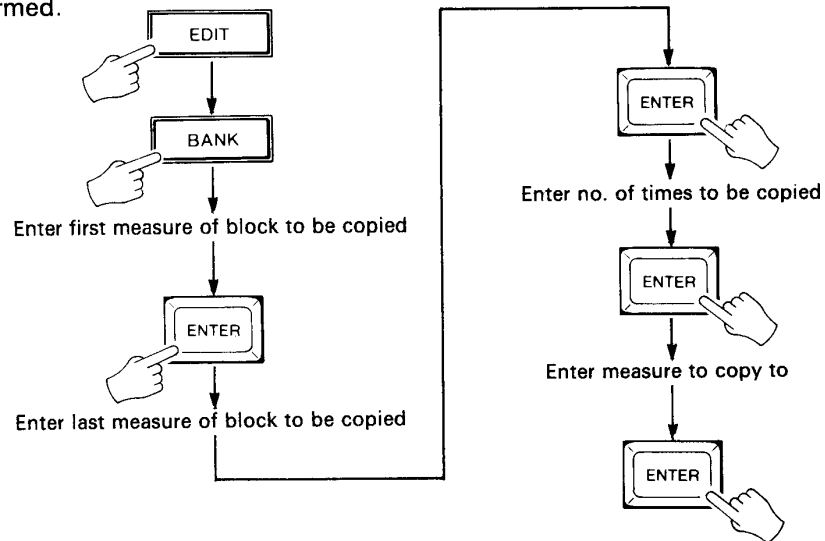 rmed.
EDIT
BANK
Enter first measure of block to be copied
ENTER
Enter last measure of block to be copied
ENTER
Enter no. of times to be copied
ENTER
Enter measure to copy to
ENTER